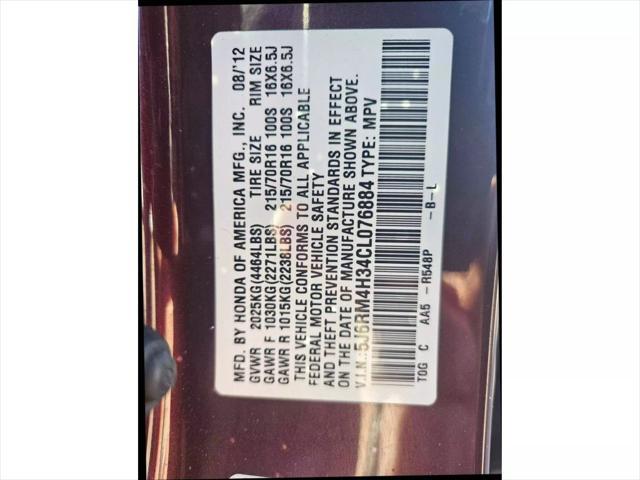 MFD. BY HONDA OF AMERICA MFG., INC. 08/'12
GVWR 2025KG(4464LBS) TIRE SIZE RIM SIZE
GAWR F 1030KG(2271LBS) 215/70R16 100S 16X6.5J
GAWR R 1015KG(2238LBS) 215/70R16 100S 16X6.5J
THIS VEHICLE CONFORMS TO ALL APPLICABLE
FEDERAL MOTOR VEHICLE SAFETY
AND THEFT PREVENTION STANDARDS IN EFFECT
ON THE DATE OF MANUFACTURE SHOWN ABOVE.
V.I.N.:5J6RM4H34CL076884 TYPE: MPV
TOG C AA5 - R548P -B-L